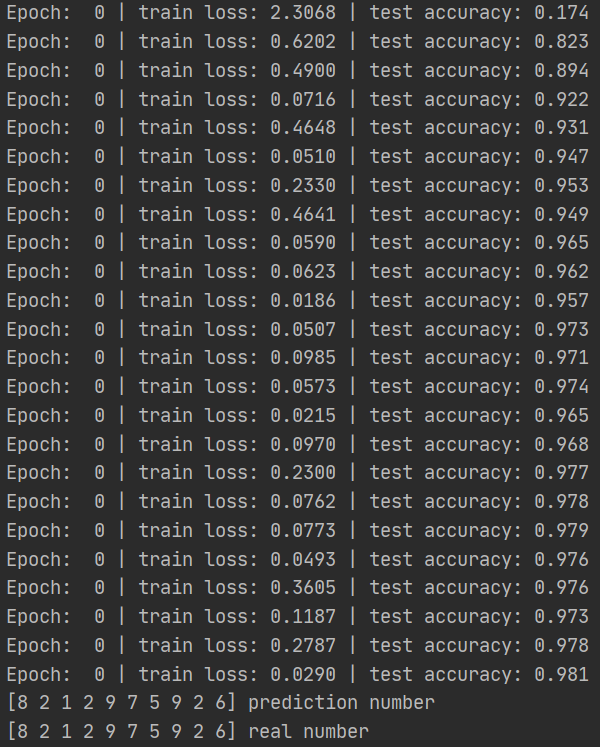 Epoch:  0 | train loss: 2.3068 | test accuracy: 0.174
Epoch:  0 | train loss: 0.6202 | test accuracy: 0.823
Epoch:  0 | train loss: 0.4900 | test accuracy: 0.894
Epoch:  0 | train loss: 0.0716 | test accuracy: 0.922
Epoch:  0 | train loss: 0.4648 | test accuracy: 0.931
Epoch:  0 | train loss: 0.0510 | test accuracy: 0.947
Epoch:  0 | train loss: 0.2330 | test accuracy: 0.953
Epoch:  0 | train loss: 0.4641 | test accuracy: 0.949
Epoch:  0 | train loss: 0.0590 | test accuracy: 0.965
Epoch:  0 | train loss: 0.0623 | test accuracy: 0.962
Epoch:  0 | train loss: 0.0186 | test accuracy: 0.957
Epoch:  0 | train loss: 0.0507 | test accuracy: 0.973
Epoch:  0 | train loss: 0.0985 | test accuracy: 0.971
Epoch:  0 | train loss: 0.0573 | test accuracy: 0.974
Epoch:  0 | train loss: 0.0215 | test accuracy: 0.965
Epoch:  0 | train loss: 0.0970 | test accuracy: 0.968
Epoch:  0 | train loss: 0.2300 | test accuracy: 0.977
Epoch:  0 | train loss: 0.0762 | test accuracy: 0.978
Epoch:  0 | train loss: 0.0773 | test accuracy: 0.979
Epoch:  0 | train loss: 0.0493 | test accuracy: 0.976
Epoch:  0 | train loss: 0.3605 | test accuracy: 0.976
Epoch:  0 | train loss: 0.1187 | test accuracy: 0.973
Epoch:  0 | train loss: 0.2787 | test accuracy: 0.978
Epoch:  0 | train loss: 0.0290 | test accuracy: 0.981
[8 2 1 2 9 7 5 9 2 6] prediction number
[8 2 1 2 9 7 5 9 2 6] real number